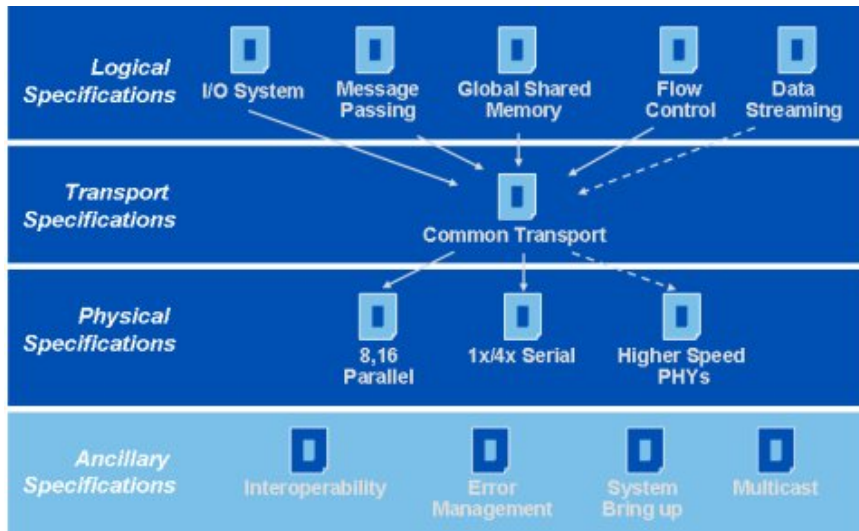 Logical
Specifications
I/O System
Message
Passing
Global Shared
Memory
Flow
Control
Data
Streaming
Transport
Specifications
Common Transport
Physical
Specifications
8,16
Parallel
1x/4x Serial
Higher Speed
PHYs
Ancillary
Specifications
Interoperability
Error
Management
System
Bring up
Multicast